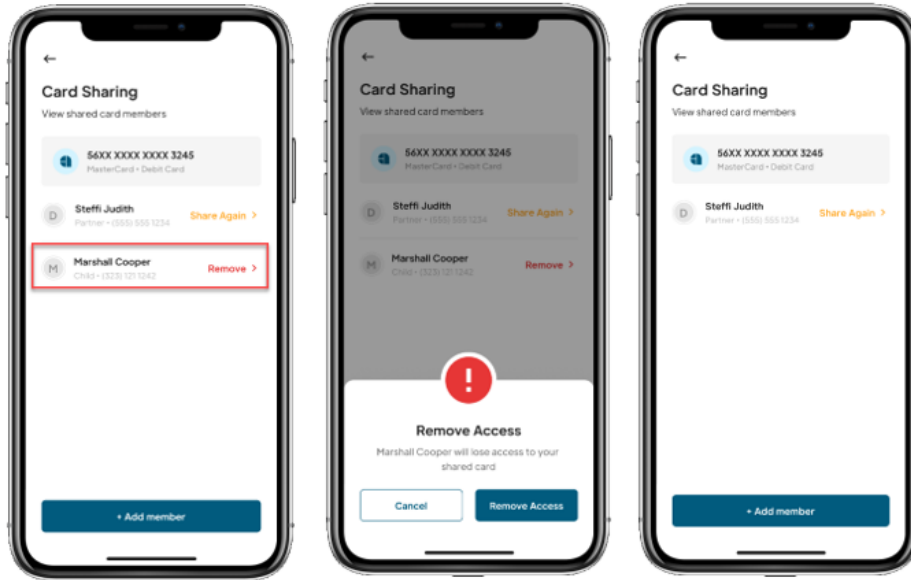 Card Sharing
View shared card members
56XX XXXX XXXX 3245
MasterCard • Debit Card
D
Steffi Judith
Partner • (555) 555 1234
Share Again >
M
Marshall Cooper
Child • (323) 121 1242
Remove >
+ Add member
Card Sharing
View shared card members
56XX XXXX XXXX 3245
MasterCard • Debit Card
D
Steffi Judith
Partner • (555) 555 1234
Share Again >
M
Marshall Cooper
Child • (323) 121 1242
Remove >
!
Remove Access
Marshall Cooper will lose access to your
shared card
Cancel
Remove Access
Card Sharing
View shared card members
56XX XXXX XXXX 3245
MasterCard • Debit Card
D
Steffi Judith
Partner • (555) 555 1234
Share Again >
+ Add member